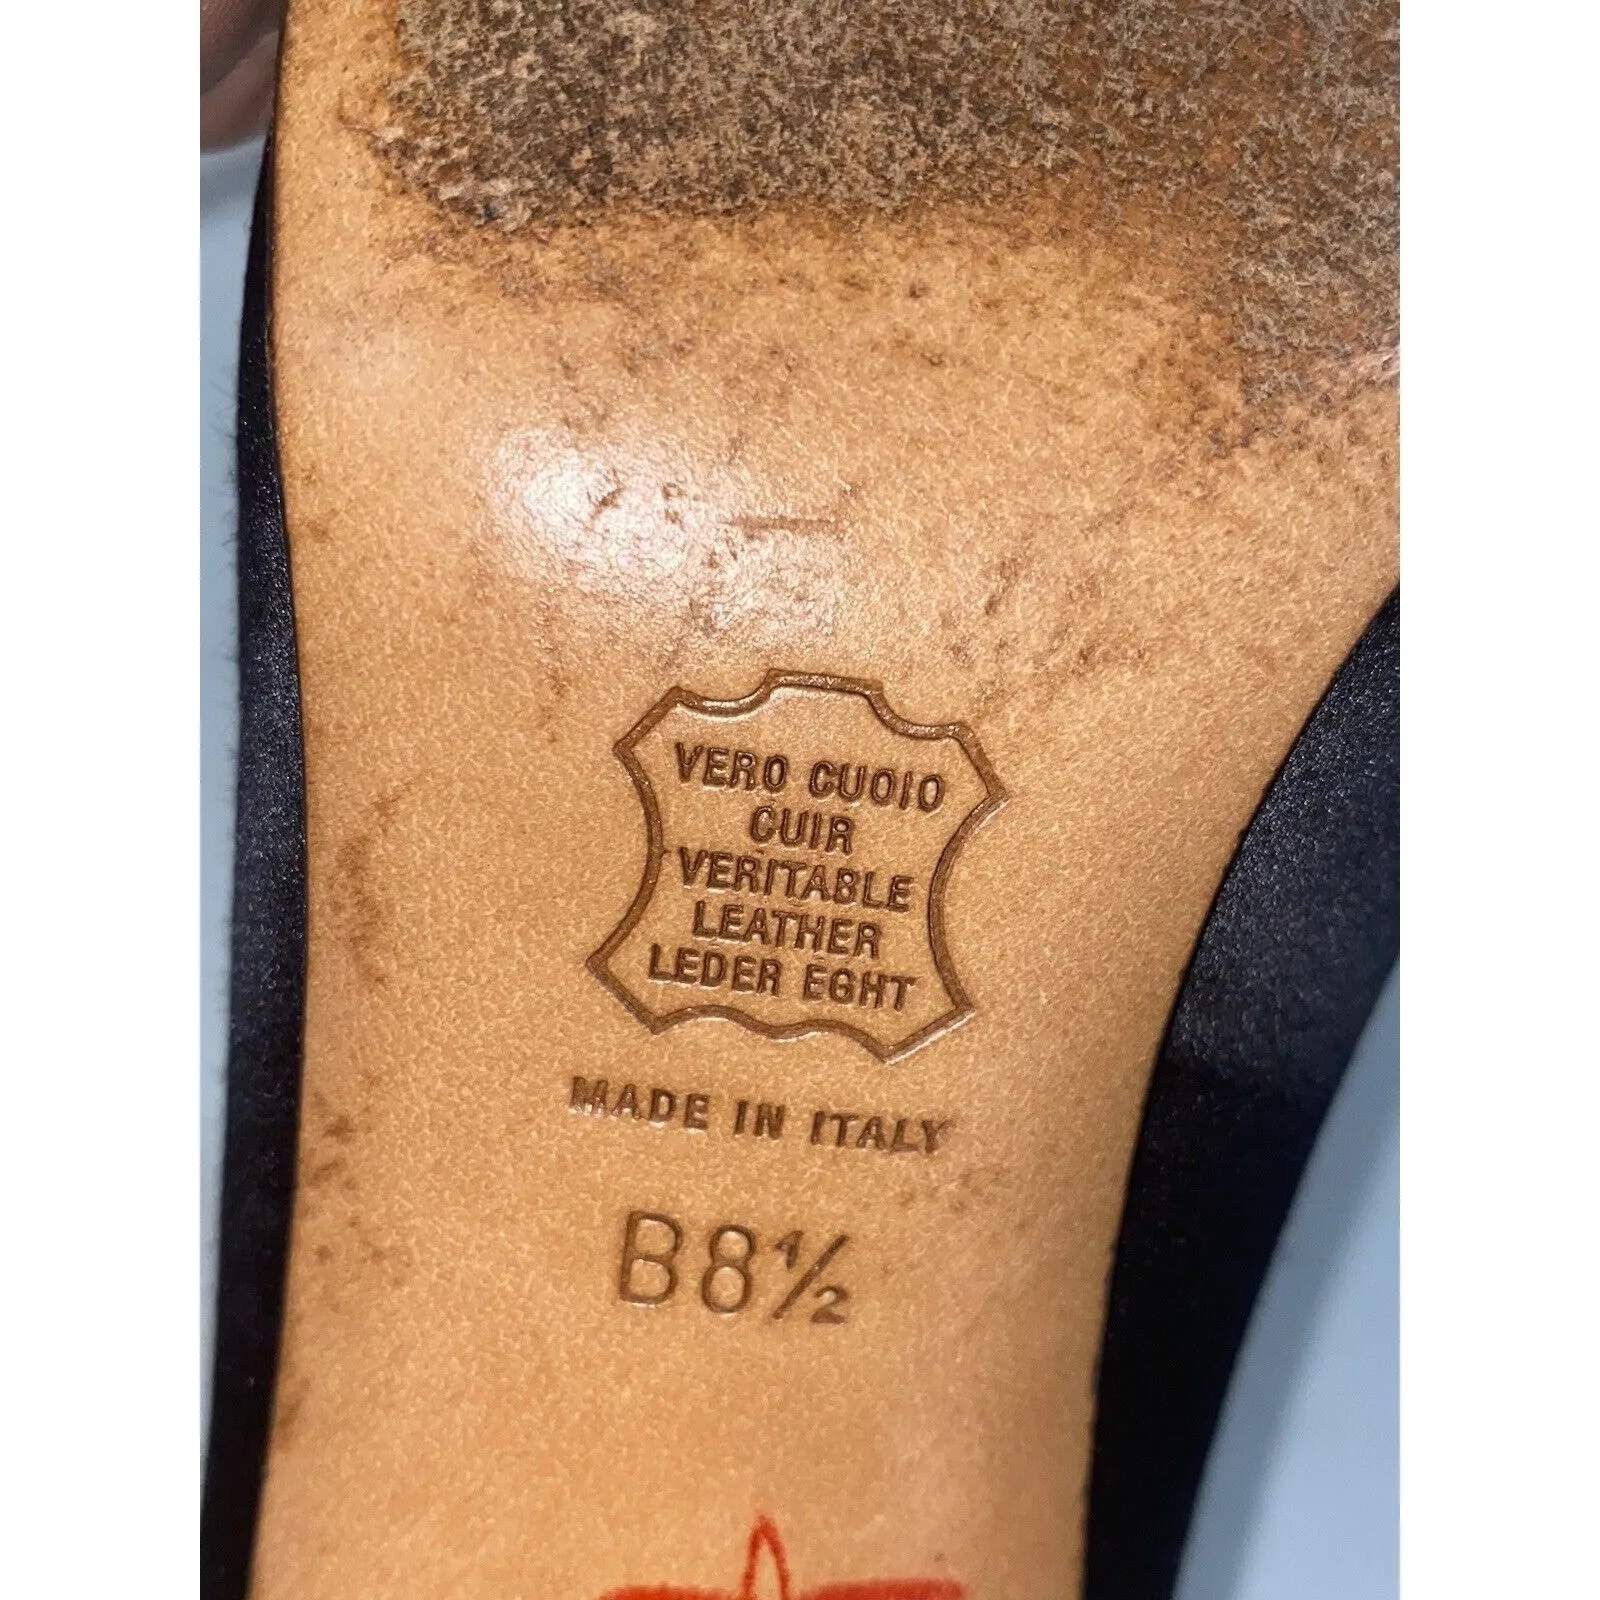 VERO CUOIO
CUIR
VERITABLE
LEATHER
LEDER EGHT
MADE IN ITALY
B8½